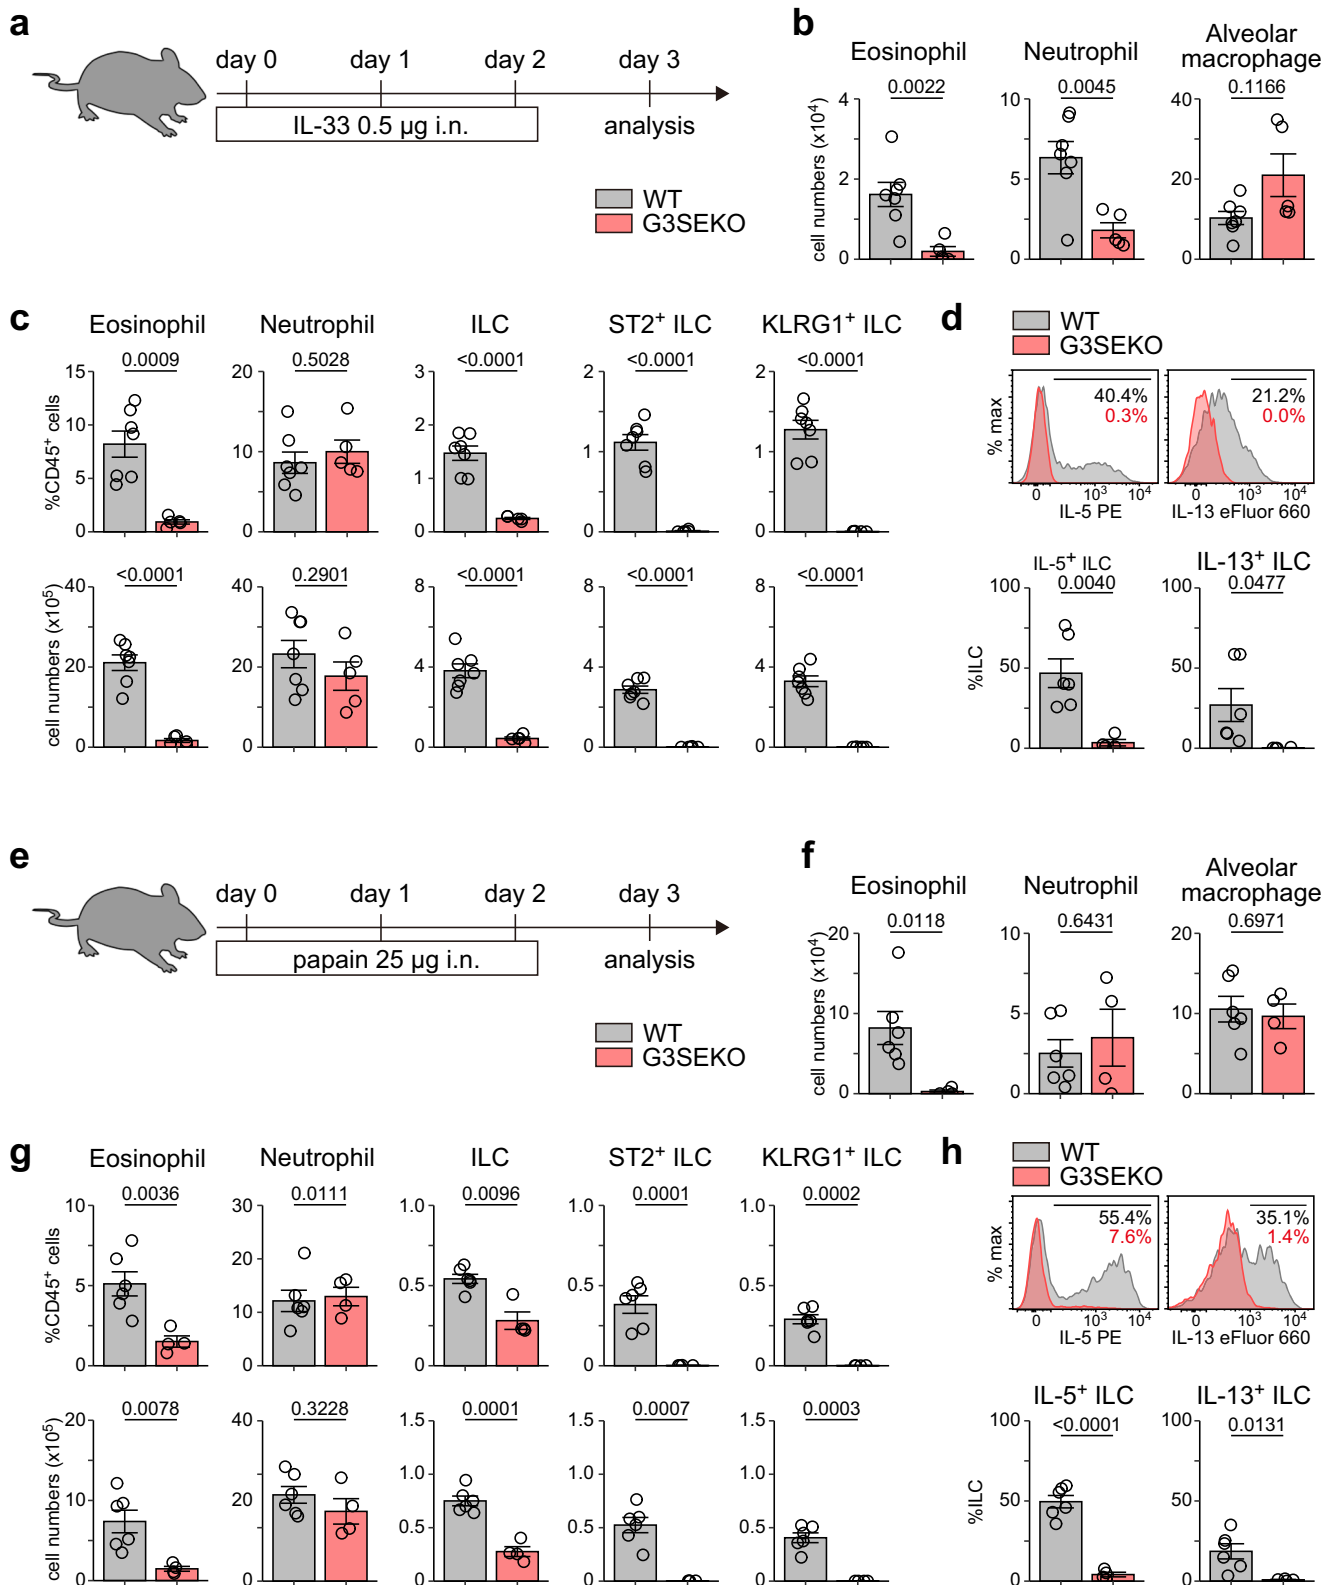 a
day 0 day 1 day 2 day 3
IL-33 0.5 µg i.n.
analysis
WT
G3SEKO
b
Eosinophil Neutrophil Alveolar macrophage
0.0022 0.0045 0.1166
cell numbers (x10⁴)
4 2 0
10 5 0
40 20 0
c
Eosinophil Neutrophil ILC ST2⁺ ILC KLRG1⁺ ILC
0.0009 0.5028 <0.0001 <0.0001 <0.0001
%CD45⁺ cells
15 10 5 0
20 10 0
3 2 1 0
2 1 0
2 1 0
<0.0001 0.2901 <0.0001 <0.0001 <0.0001
cell numbers (x10⁵)
40 20 0
40 20 0
8 4 0
8 4 0
8 4 0
d
WT
G3SEKO
% max
40.4% 21.2%
0.3% 0.0%
0 10³ 10⁴ 0 10³ 10⁴
IL-5 PE IL-13 eFluor 660
IL-5⁺ ILC IL-13⁺ ILC
0.0040 0.0477
%ILC
100 50 0
100 50 0
e
day 0 day 1 day 2 day 3
papain 25 µg i.n.
analysis
WT
G3SEKO
f
Eosinophil Neutrophil Alveolar macrophage
0.0118 0.6431 0.6971
cell numbers (x10⁴)
20 10 0
10 5 0
20 10 0
g
Eosinophil Neutrophil ILC ST2⁺ ILC KLRG1⁺ ILC
0.0036 0.0111 0.0096 0.0001 0.0002
%CD45⁺ cells
10 5 0
30 20 10 0
1.0 0.5 0
1.0 0.5 0
1.0 0.5 0
0.0078 0.3228 0.0001 0.0007 0.0003
cell numbers (x10⁵)
20 10 0
40 20 0
1.5 1.0 0.5 0
1.5 1.0 0.5 0
1.5 1.0 0.5 0
h
WT
G3SEKO
% max
55.4% 35.1%
7.6% 1.4%
0 10³ 10⁴ 0 10³ 10⁴
IL-5 PE IL-13 eFluor 660
IL-5⁺ ILC IL-13⁺ ILC
<0.0001 0.0131
%ILC
100 50 0
100 50 0